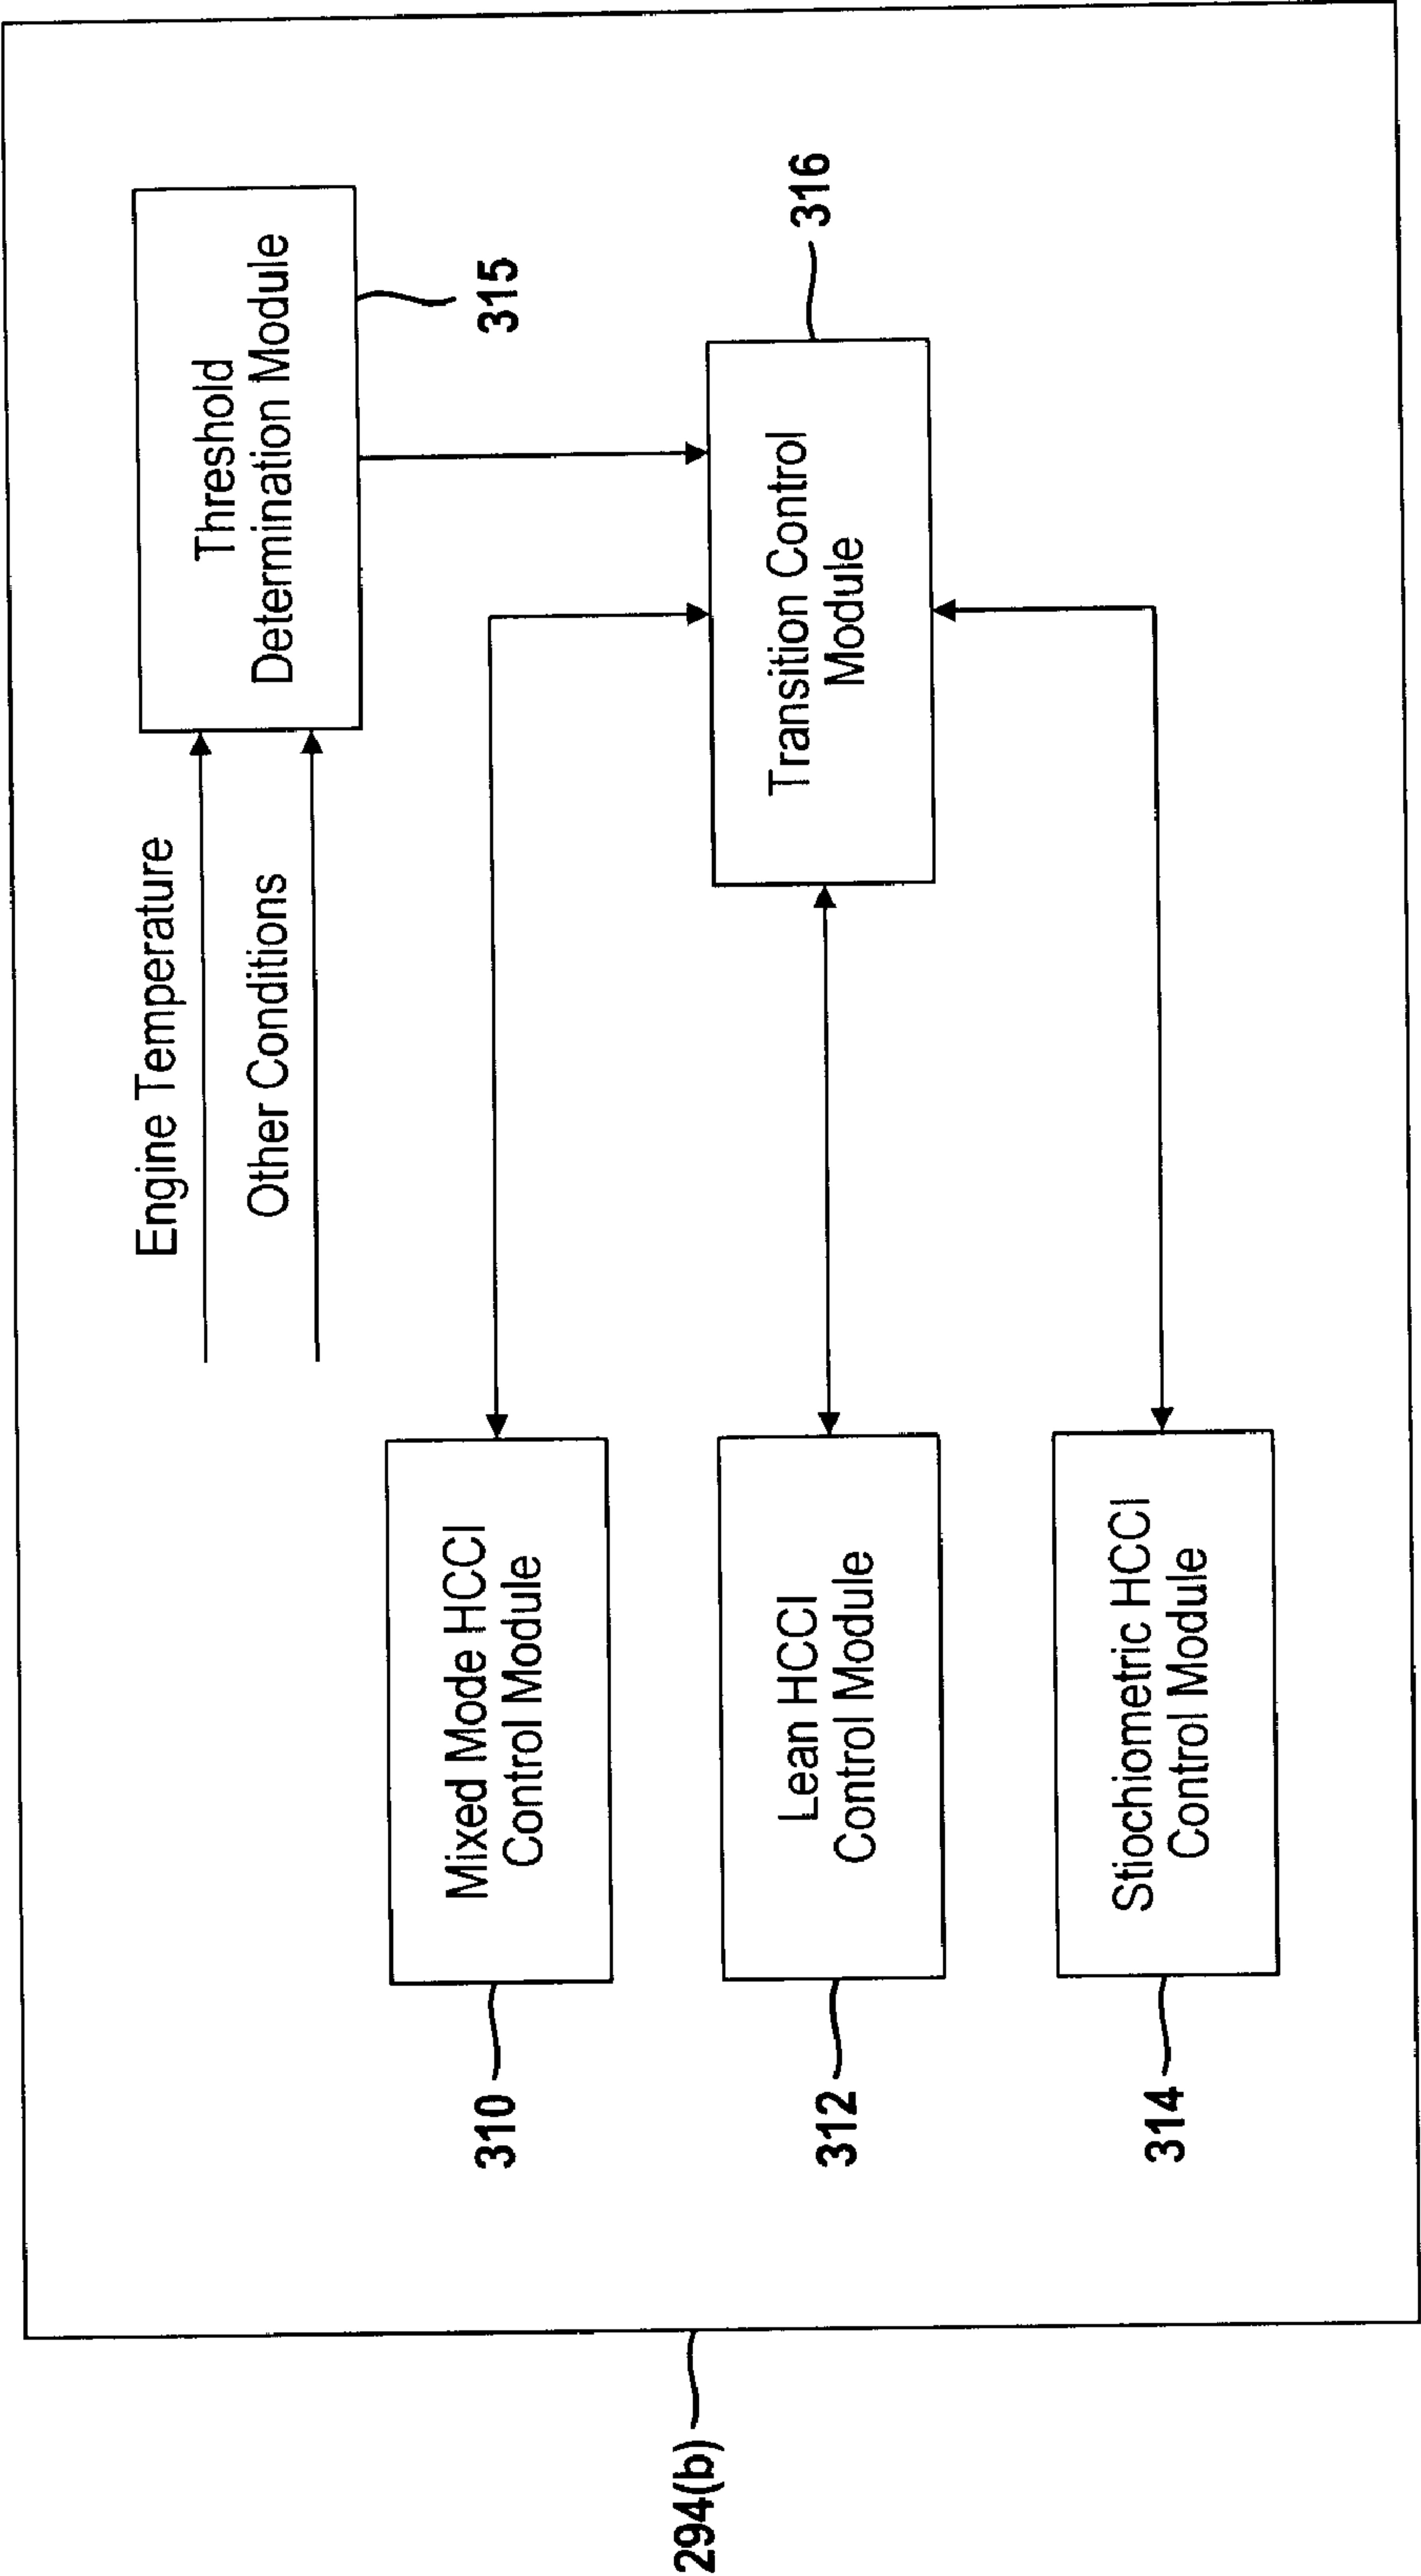 Engine Temperature
Other Conditions
Threshold
Determination Module
315
310
Mixed Mode HCCI
Control Module
294(b)
312
Lean HCCI
Control Module
Transition Control
Module
316
314
Stiochiometric HCCI
Control Module